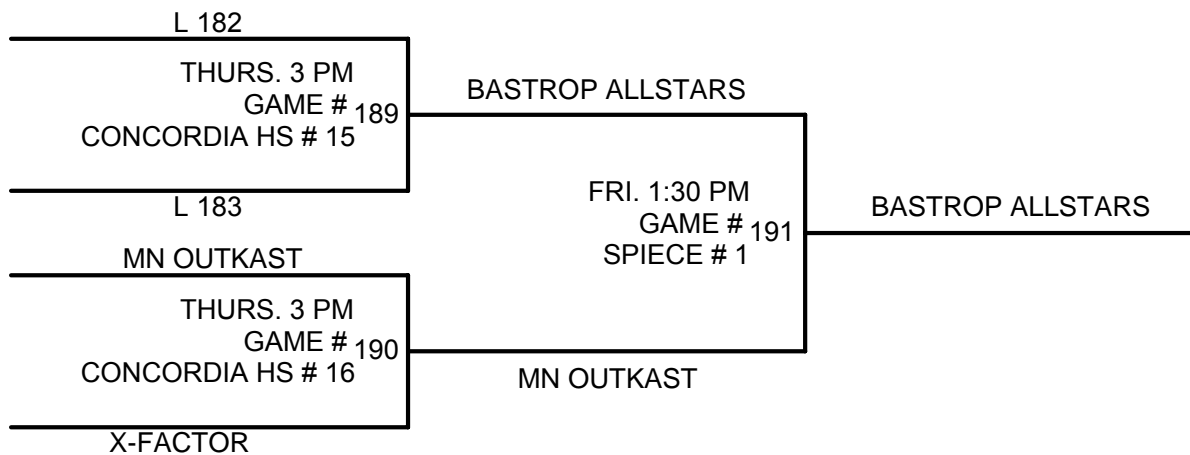 L 182
THURS. 3 PM
GAME # 189
CONCORDIA HS # 15
L 183
BASTROP ALLSTARS
MN OUTKAST
THURS. 3 PM
GAME # 190
CONCORDIA HS # 16
X-FACTOR
MN OUTKAST
FRI. 1:30 PM
GAME # 191
SPIECE # 1
BASTROP ALLSTARS